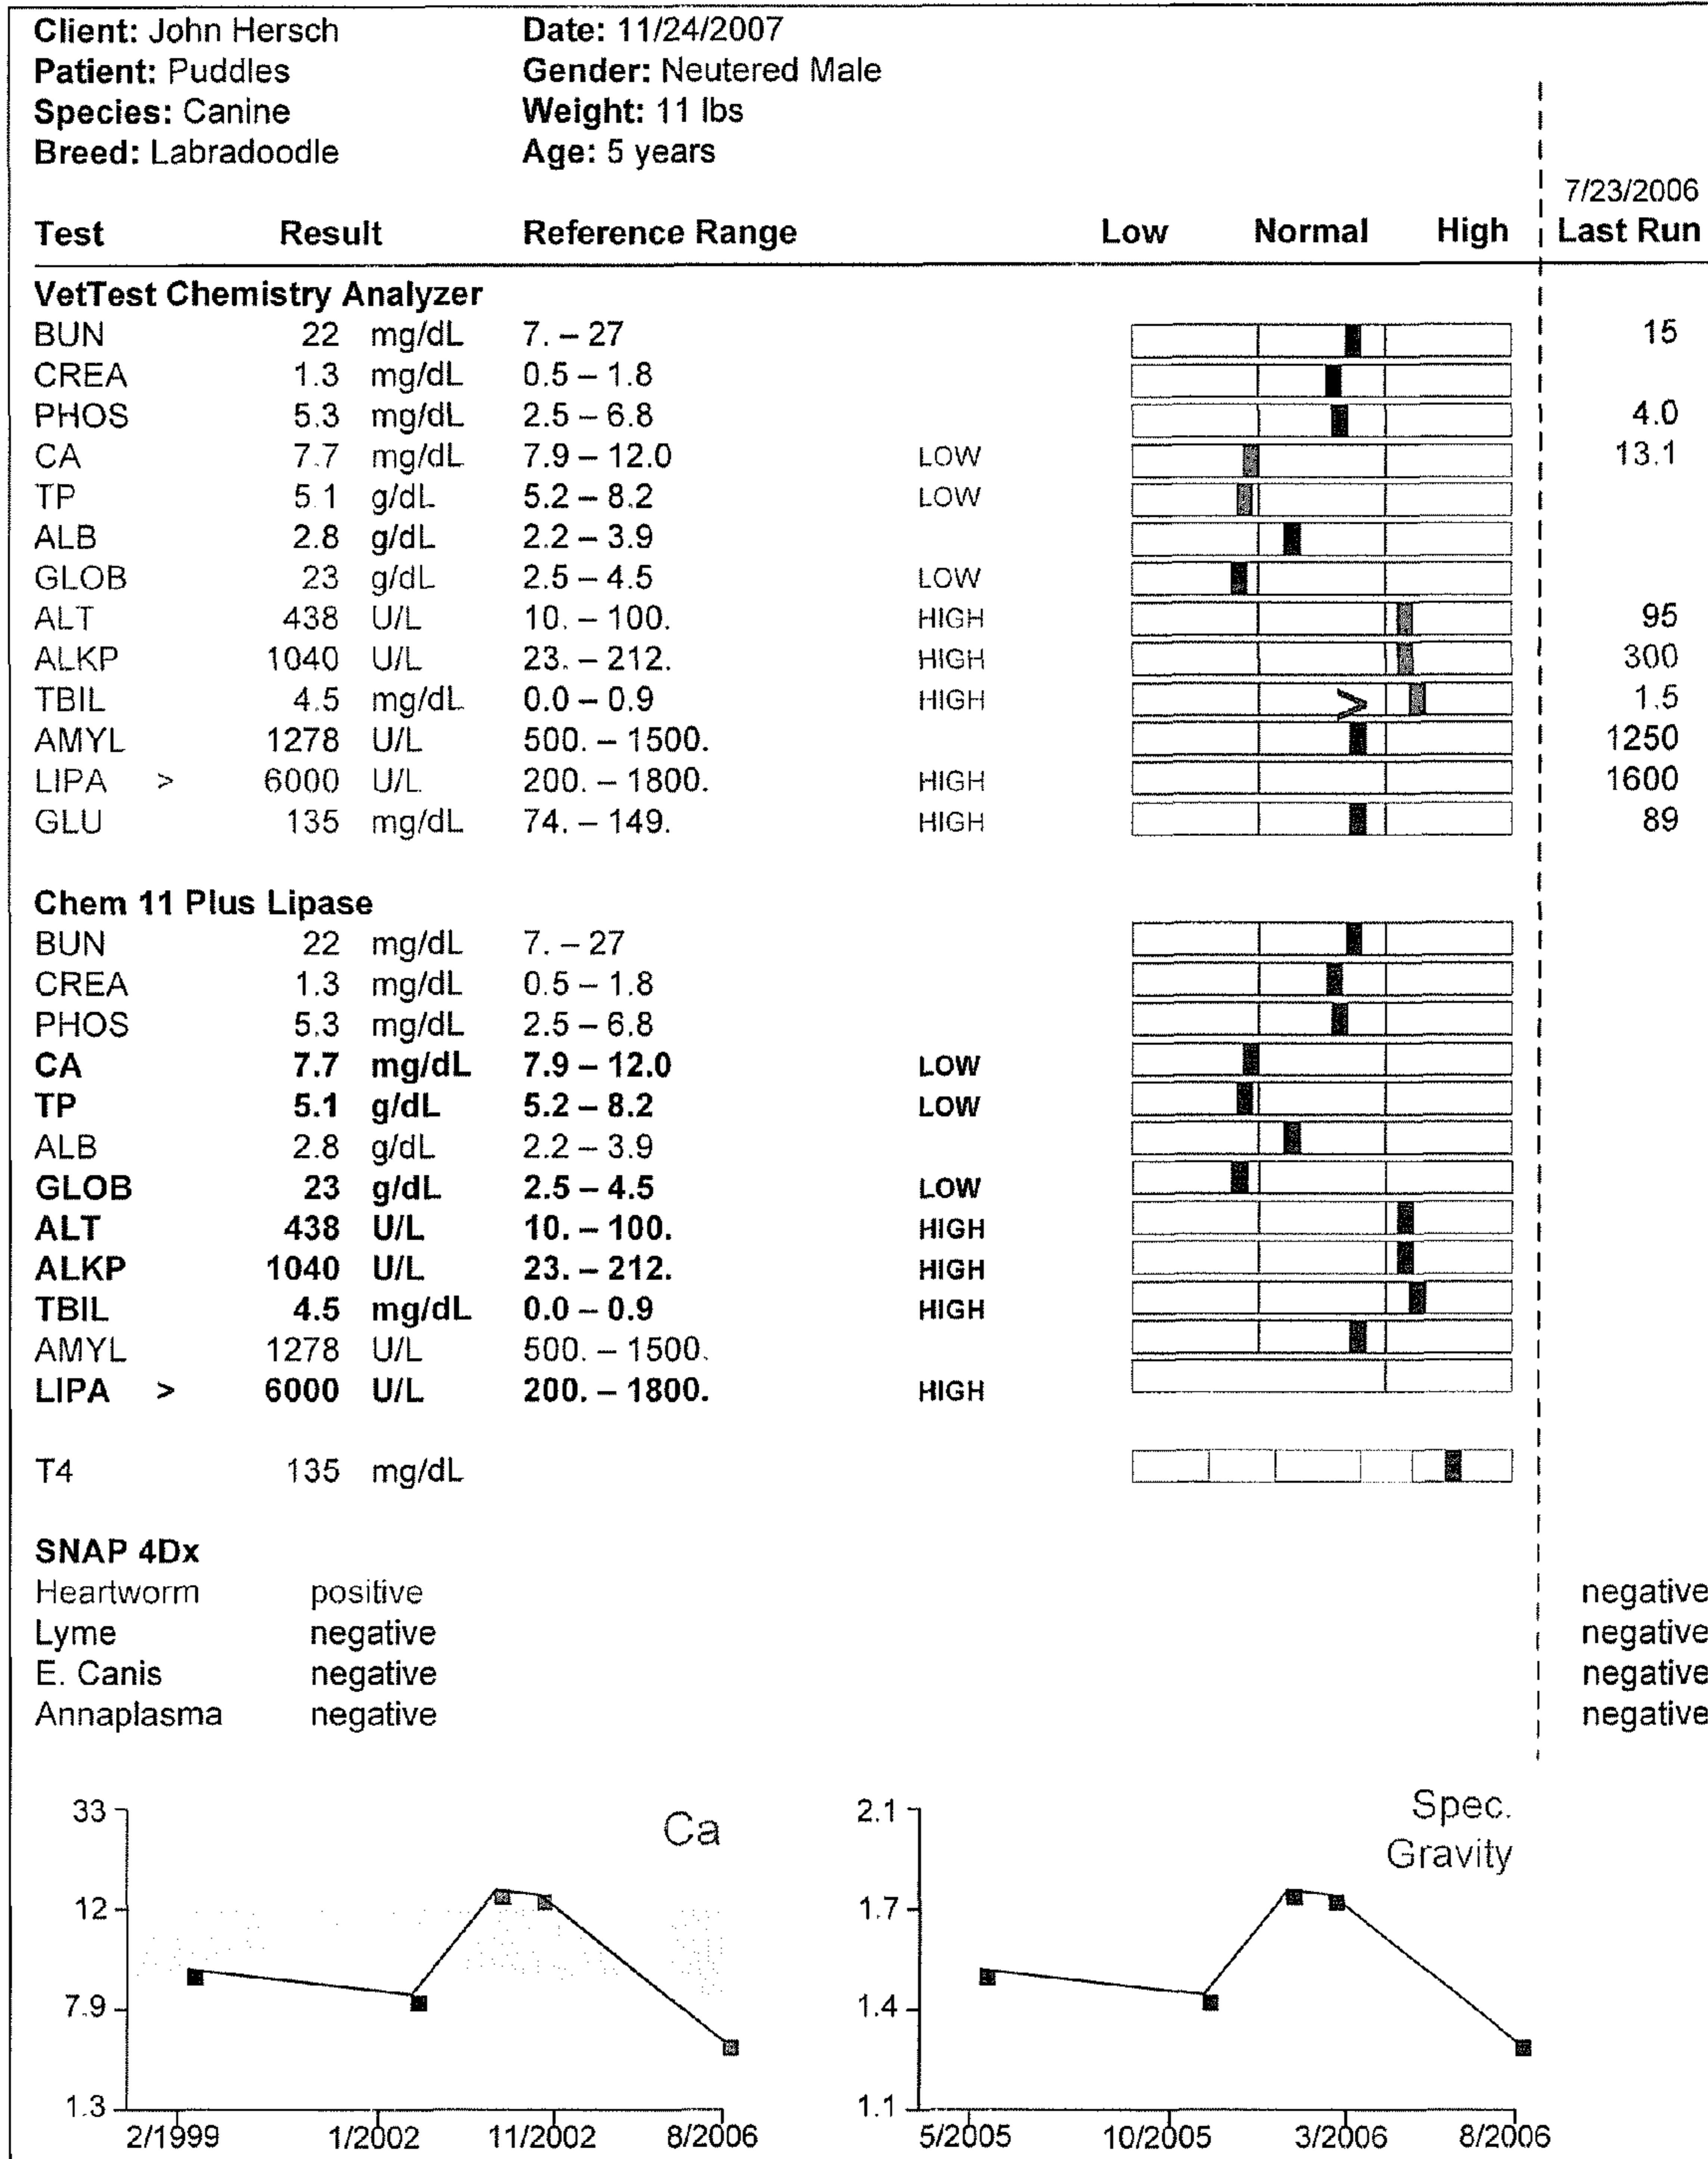 Client: John Hersch Date: 11/24/2007
Patient: Puddles Gender: Neutered Male
Species: Canine Weight: 11 lbs
Breed: Labradoodle Age: 5 years
7/23/2006
Test Result Reference Range Low Normal High Last Run
VetTest Chemistry Analyzer
BUN 22 mg/dL 7. – 27 15
CREA 1.3 mg/dL 0.5 – 1.8
PHOS 5.3 mg/dL 2.5 – 6.8 4.0
CA 7.7 mg/dL 7.9 – 12.0 LOW 13.1
TP 5.1 g/dL 5.2 – 8.2 LOW
ALB 2.8 g/dL 2.2 – 3.9
GLOB 23 g/dL 2.5 – 4.5 LOW
ALT 438 U/L 10. – 100. HIGH 95
ALKP 1040 U/L 23. – 212. HIGH 300
TBIL 4.5 mg/dL 0.0 – 0.9 HIGH > 1.5
AMYL 1278 U/L 500. – 1500. 1250
LIPA > 6000 U/L 200. – 1800. HIGH 1600
GLU 135 mg/dL 74. – 149. HIGH 89
Chem 11 Plus Lipase
BUN 22 mg/dL 7. – 27
CREA 1.3 mg/dL 0.5 – 1.8
PHOS 5.3 mg/dL 2.5 – 6.8
CA 7.7 mg/dL 7.9 – 12.0 LOW
TP 5.1 g/dL 5.2 – 8.2 LOW
ALB 2.8 g/dL 2.2 – 3.9
GLOB 23 g/dL 2.5 – 4.5 LOW
ALT 438 U/L 10. – 100. HIGH
ALKP 1040 U/L 23. – 212. HIGH
TBIL 4.5 mg/dL 0.0 – 0.9 HIGH
AMYL 1278 U/L 500. – 1500.
LIPA > 6000 U/L 200. – 1800. HIGH
T4 135 mg/dL
SNAP 4Dx
Heartworm positive negative
Lyme negative negative
E. Canis negative negative
Annaplasma negative negative
Ca
33
12
7.9
1.3
2/1999 1/2002 11/2002 8/2006
Spec.
Gravity
2.1
1.7
1.4
1.1
5/2005 10/2005 3/2006 8/2006